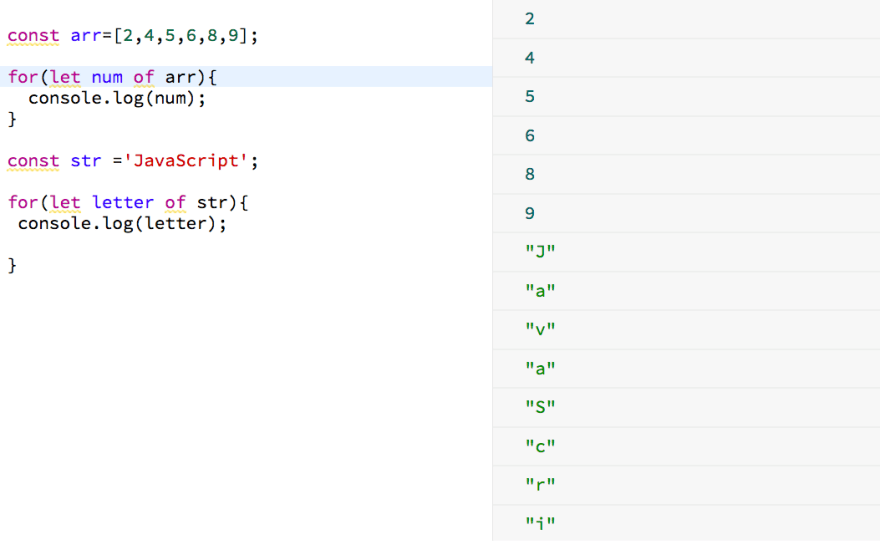 const arr=[2,4,5,6,8,9];
for(let num of arr){
  console.log(num);
}
const str ='JavaScript';
for(let letter of str){
 console.log(letter);
}
2
4
5
6
8
9
"J"
"a"
"v"
"a"
"S"
"c"
"r"
"i"